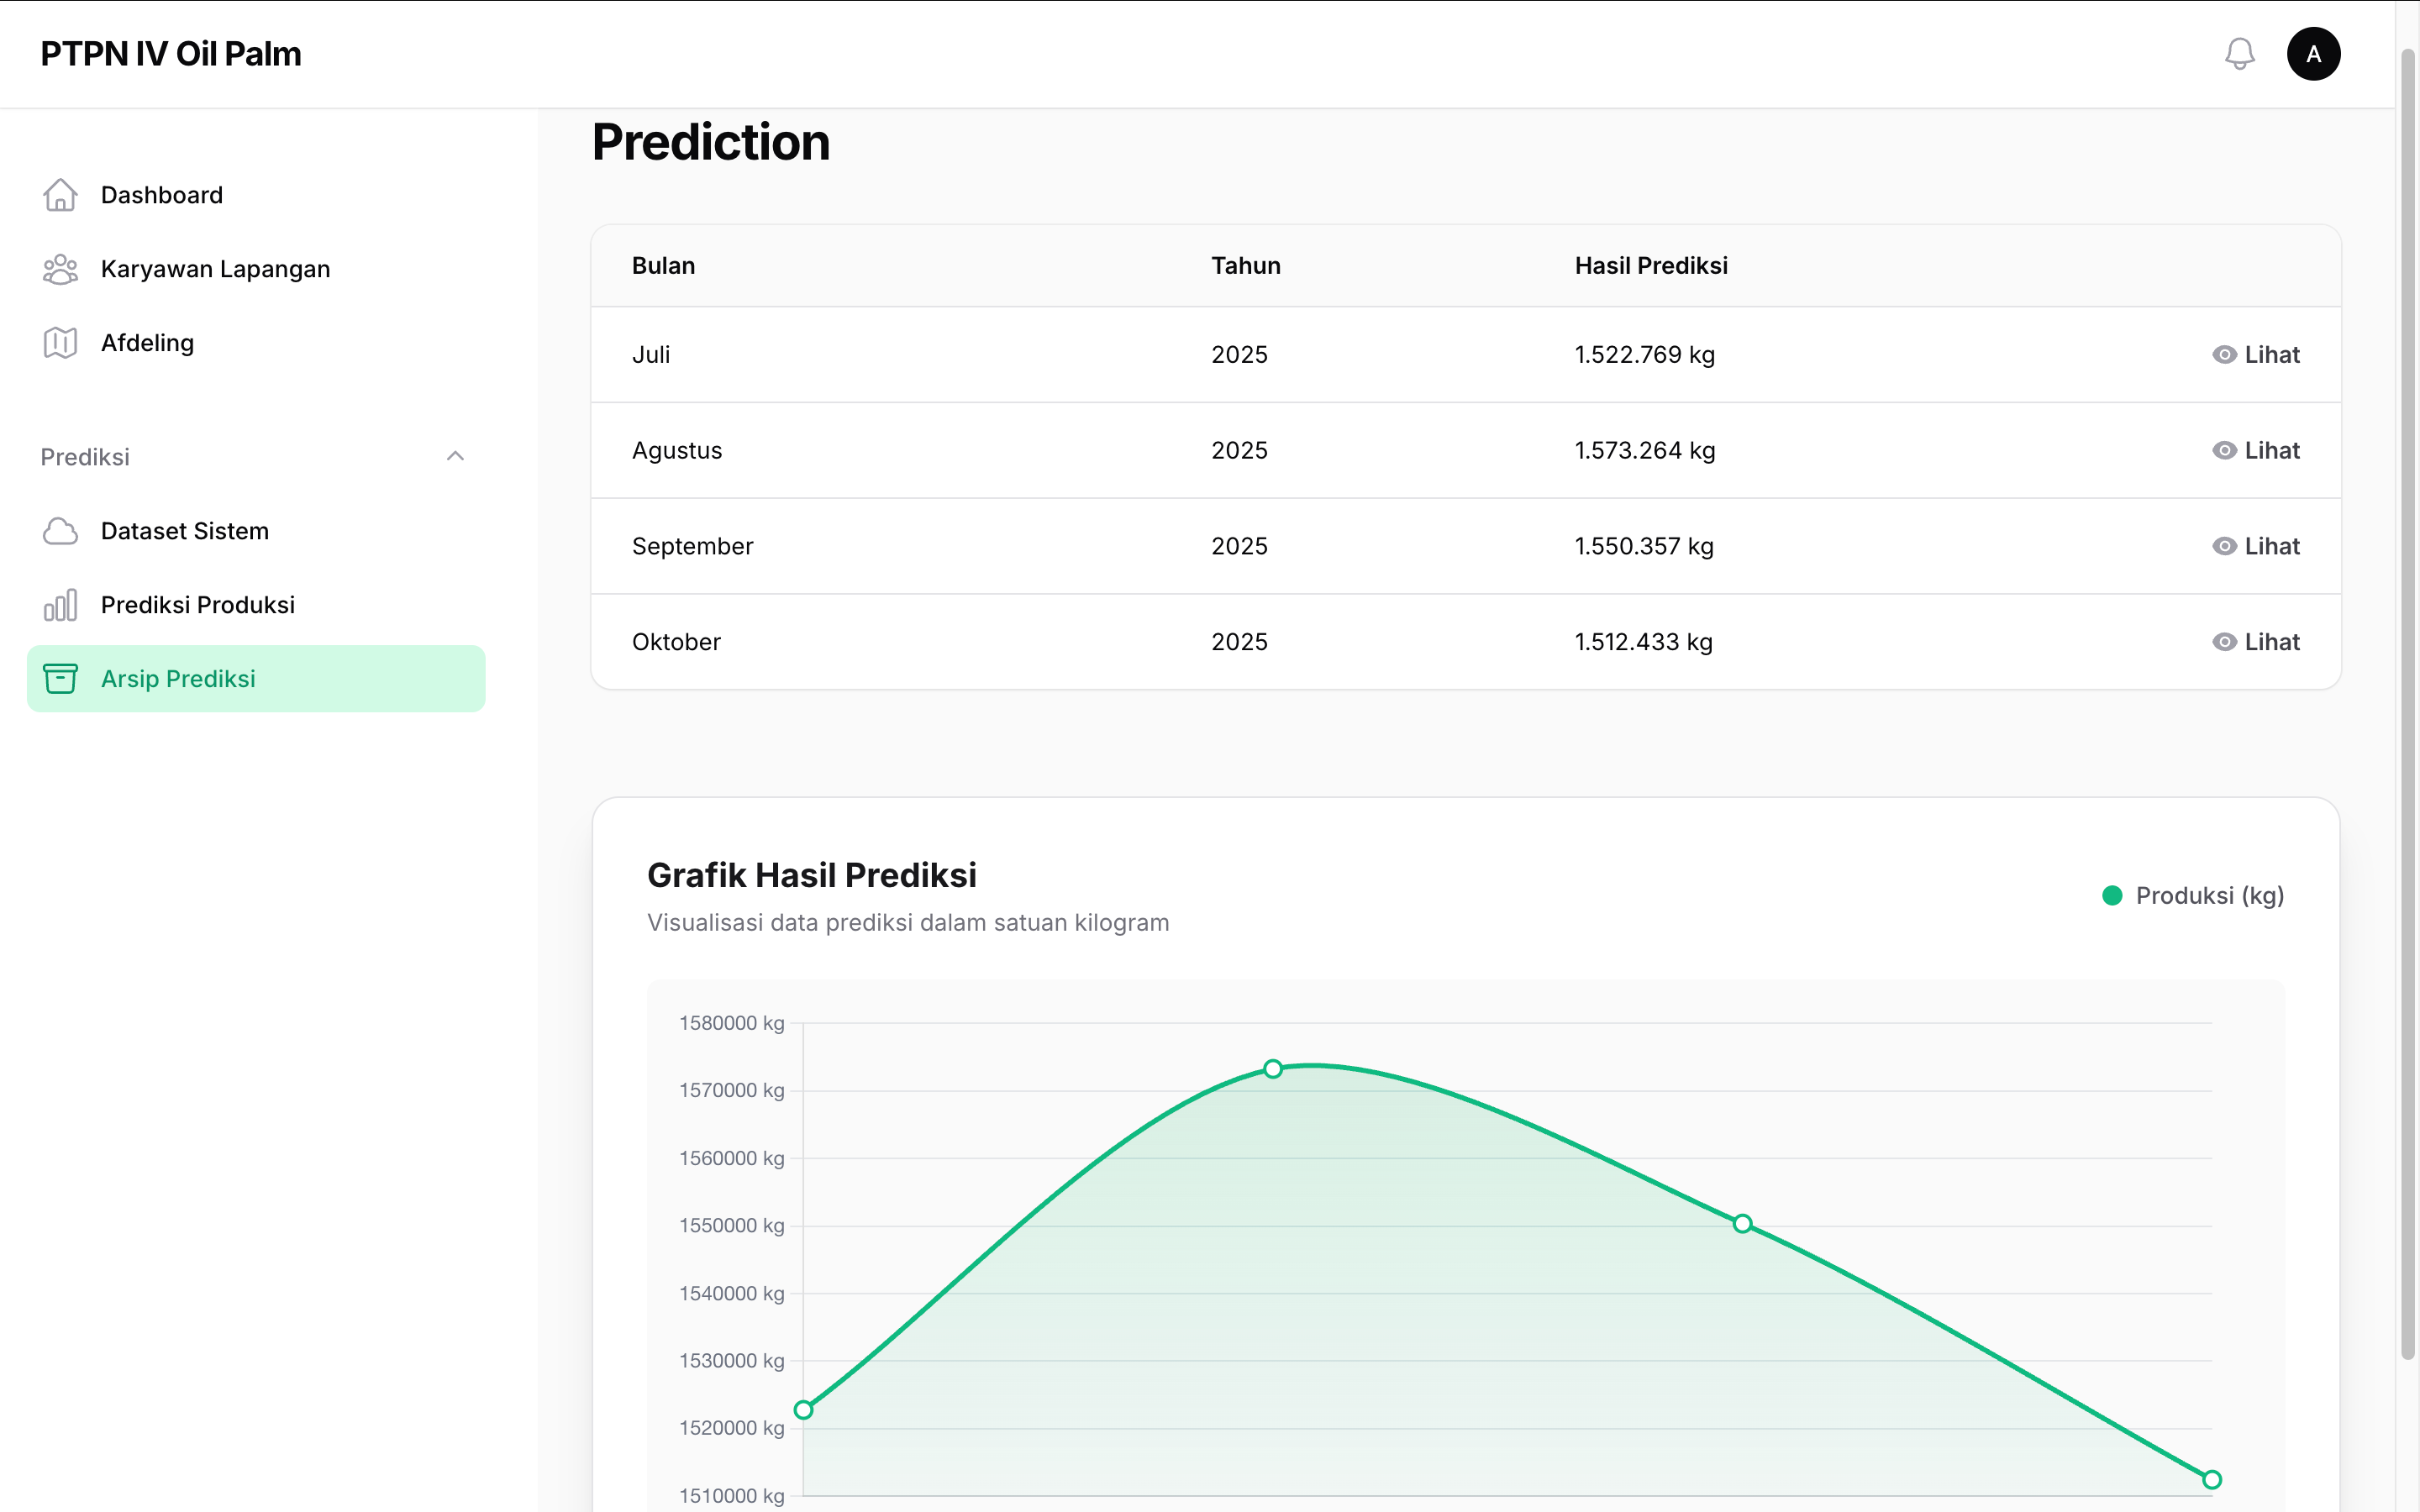 PTPN IV Oil Palm
A
Dashboard
Karyawan Lapangan
Afdeling
Prediksi
Dataset Sistem
Prediksi Produksi
Arsip Prediksi
Prediction
Bulan Tahun Hasil Prediksi
Juli 2025 1.522.769 kg Lihat
Agustus 2025 1.573.264 kg Lihat
September 2025 1.550.357 kg Lihat
Oktober 2025 1.512.433 kg Lihat
Grafik Hasil Prediksi
Visualisasi data prediksi dalam satuan kilogram
Produksi (kg)
1580000 kg
1570000 kg
1560000 kg
1550000 kg
1540000 kg
1530000 kg
1520000 kg
1510000 kg